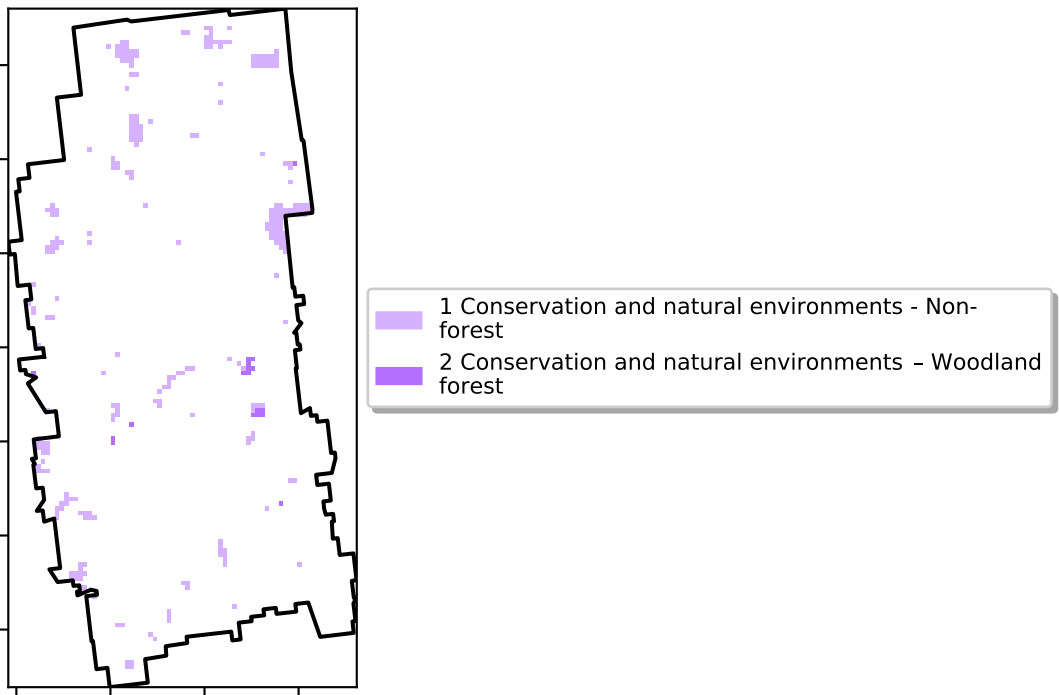 1 Conservation and natural environments - Non-
forest
2 Conservation and natural environments – Woodland
forest